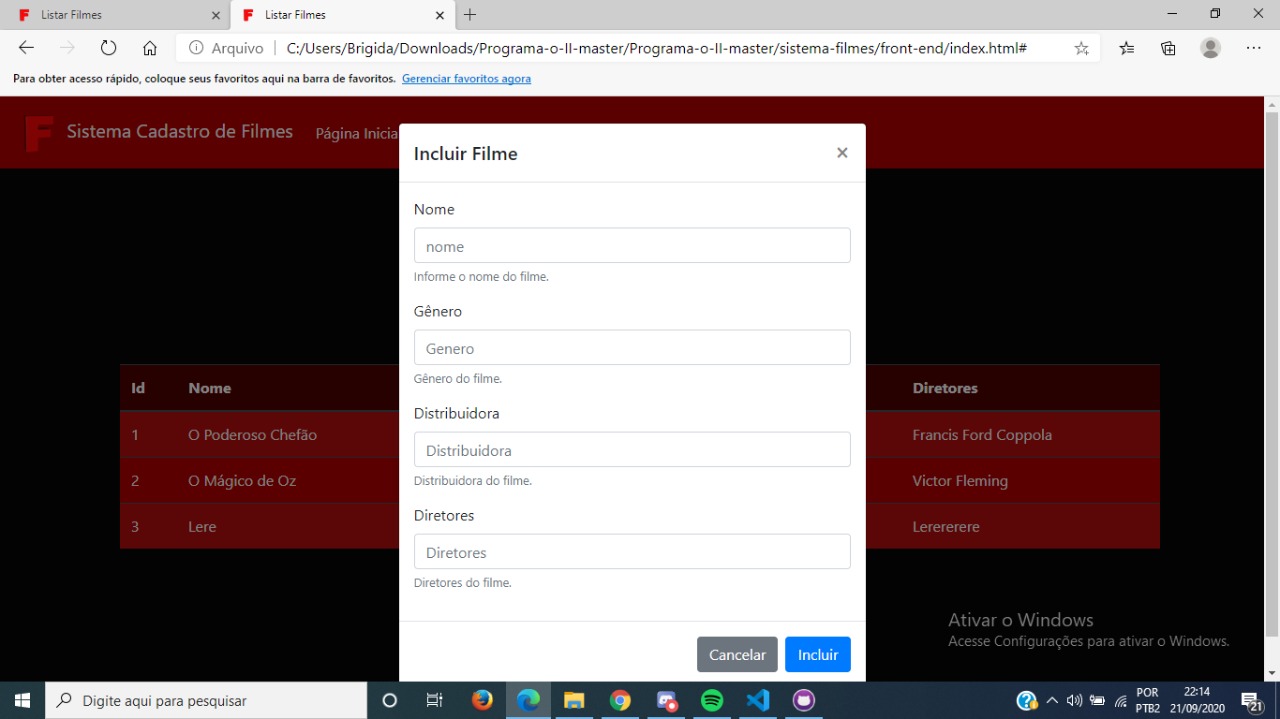 Listar Filmes
Listar Filmes
Arquivo
C:/Users/Brigida/Downloads/Programa-o-II-master/Programa-o-II-master/sistema-filmes/front-end/index.html#
Para obter acesso rápido, coloque seus favoritos aqui na barra de favoritos. Gerenciar favoritos agora
F Sistema Cadastro de Filmes Página Inicia
Incluir Filme
Nome
nome
Informe o nome do filme.
Gênero
Genero
Gênero do filme.
Distribuidora
Distribuidora
Distribuidora do filme.
Diretores
Diretores
Diretores do filme.
Cancelar Incluir
Id Nome Diretores
1 O Poderoso Chefão Francis Ford Coppola
2 O Mágico de Oz Victor Fleming
3 Lere Lerererere
Ativar o Windows
Acesse Configurações para ativar o Windows.
Digite aqui para pesquisar
POR
PTB2
22:14
21/09/2020
21